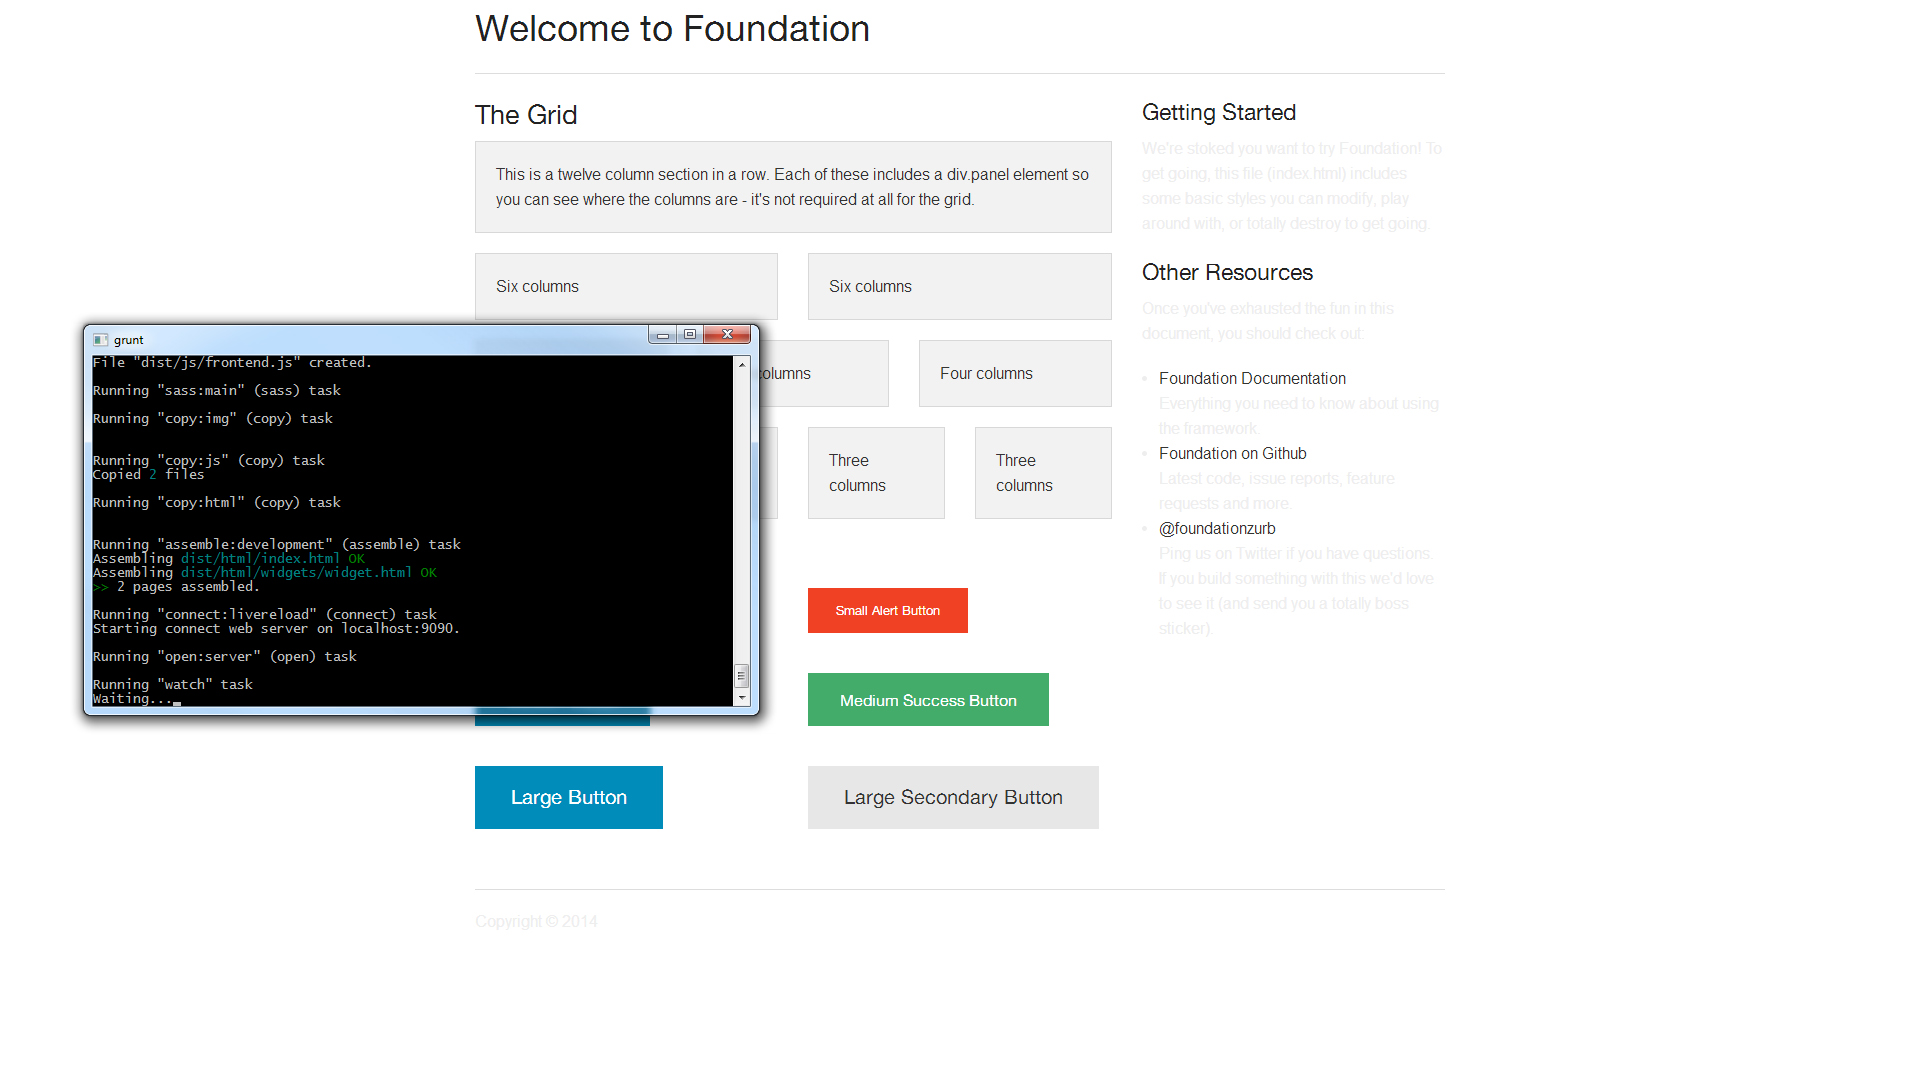 Welcome to Foundation
The Grid
This is a twelve column section in a row. Each of these includes a div.panel element so
you can see where the columns are - it's not required at all for the grid.
Six columns
Six columns
columns
Four columns
Three
columns
Three
columns
Small Alert Button
Medium Success Button
Large Button
Large Secondary Button
Getting Started
We're stoked you want to try Foundation! To
get going, this file (index.html) includes
some basic styles you can modify, play
around with, or totally destroy to get going.
Other Resources
Once you've exhausted the fun in this
document, you should check out:
Foundation Documentation
Everything you need to know about using
the framework.
Foundation on Github
Latest code, issue reports, feature
requests and more.
@foundationzurb
Ping us on Twitter if you have questions.
If you build something with this we'd love
to see it (and send you a totally boss
sticker).
Copyright © 2014
grunt
File "dist/js/frontend.js" created.
Running "sass:main" (sass) task
Running "copy:img" (copy) task
Running "copy:js" (copy) task
Copied 2 files
Running "copy:html" (copy) task
Running "assemble:development" (assemble) task
Assembling dist/html/index.html OK
Assembling dist/html/widgets/widget.html OK
>> 2 pages assembled.
Running "connect:livereload" (connect) task
Starting connect web server on localhost:9090.
Running "open:server" (open) task
Running "watch" task
Waiting...